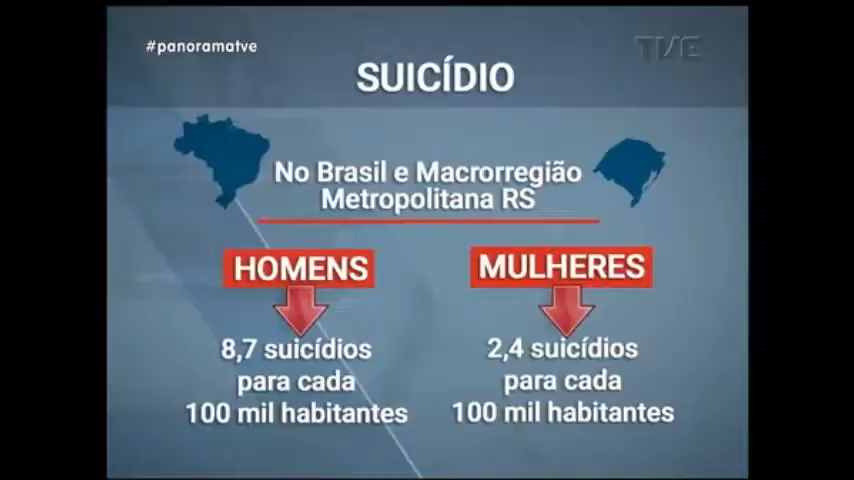 #panoramatve
TVE
SUICÍDIO
No Brasil e Macrorregião
Metropolitana RS
HOMENS
MULHERES
8,7 suicídios
para cada
100 mil habitantes
2,4 suicídios
para cada
100 mil habitantes